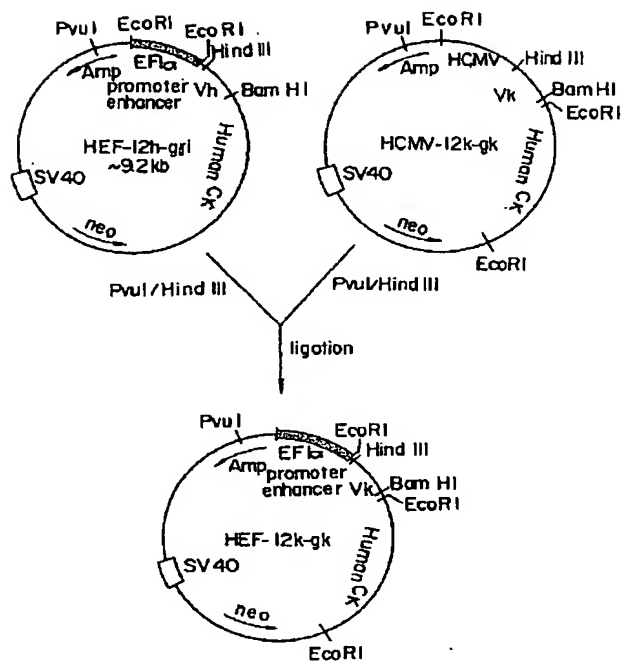 PvuI
EcoRI
EcoRI
Hind III
Amp
EF1α
promoter
enhancer
Vh
Bam HI
HEF-12h-gγ1
~9.2kb
Human Cκ
SV40
neo
PvuI
EcoRI
Amp
HCMV
Hind III
Vk
Bam HI
EcoRI
HCMV-12k-gk
Human Cκ
SV40
neo
EcoRI
PvuI/Hind III
PvuI/Hind III
ligation
PvuI
EcoRI
Hind III
Amp
EF1α
promoter
enhancer
Vk
Bam HI
EcoRI
HEF-12k-gk
Human Cκ
SV40
neo
EcoRI